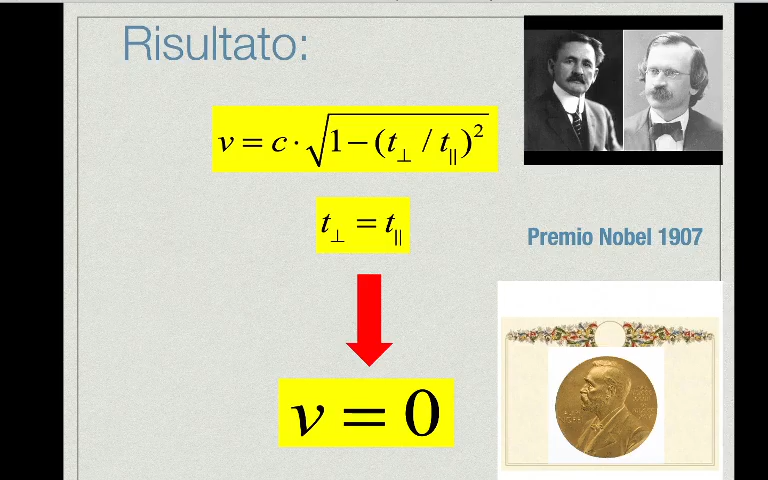 Risultato:
v = c · √1 − (t⊥ / t∥)²
t⊥ = t∥
Premio Nobel 1907
v = 0